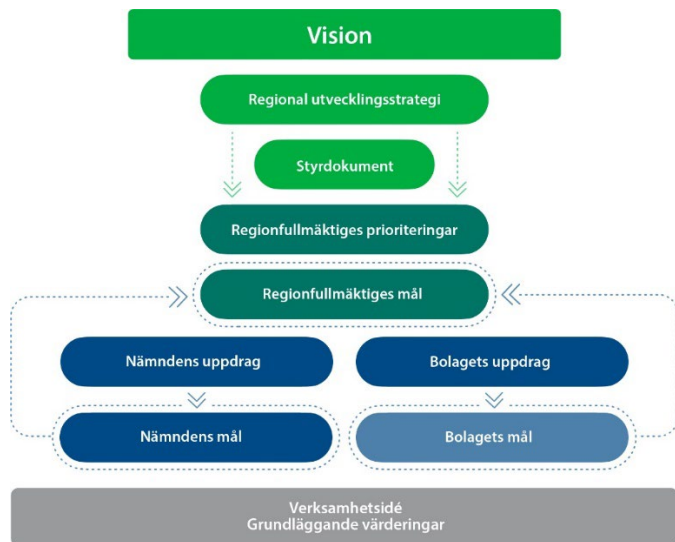 Vision
Regional utvecklingsstrategi
Styrdokument
Regionfullmäktiges prioriteringar
Regionfullmäktiges mål
Nämndens uppdrag
Bolagets uppdrag
Nämndens mål
Bolagets mål
Verksamhetsidé
Grundläggande värderingar